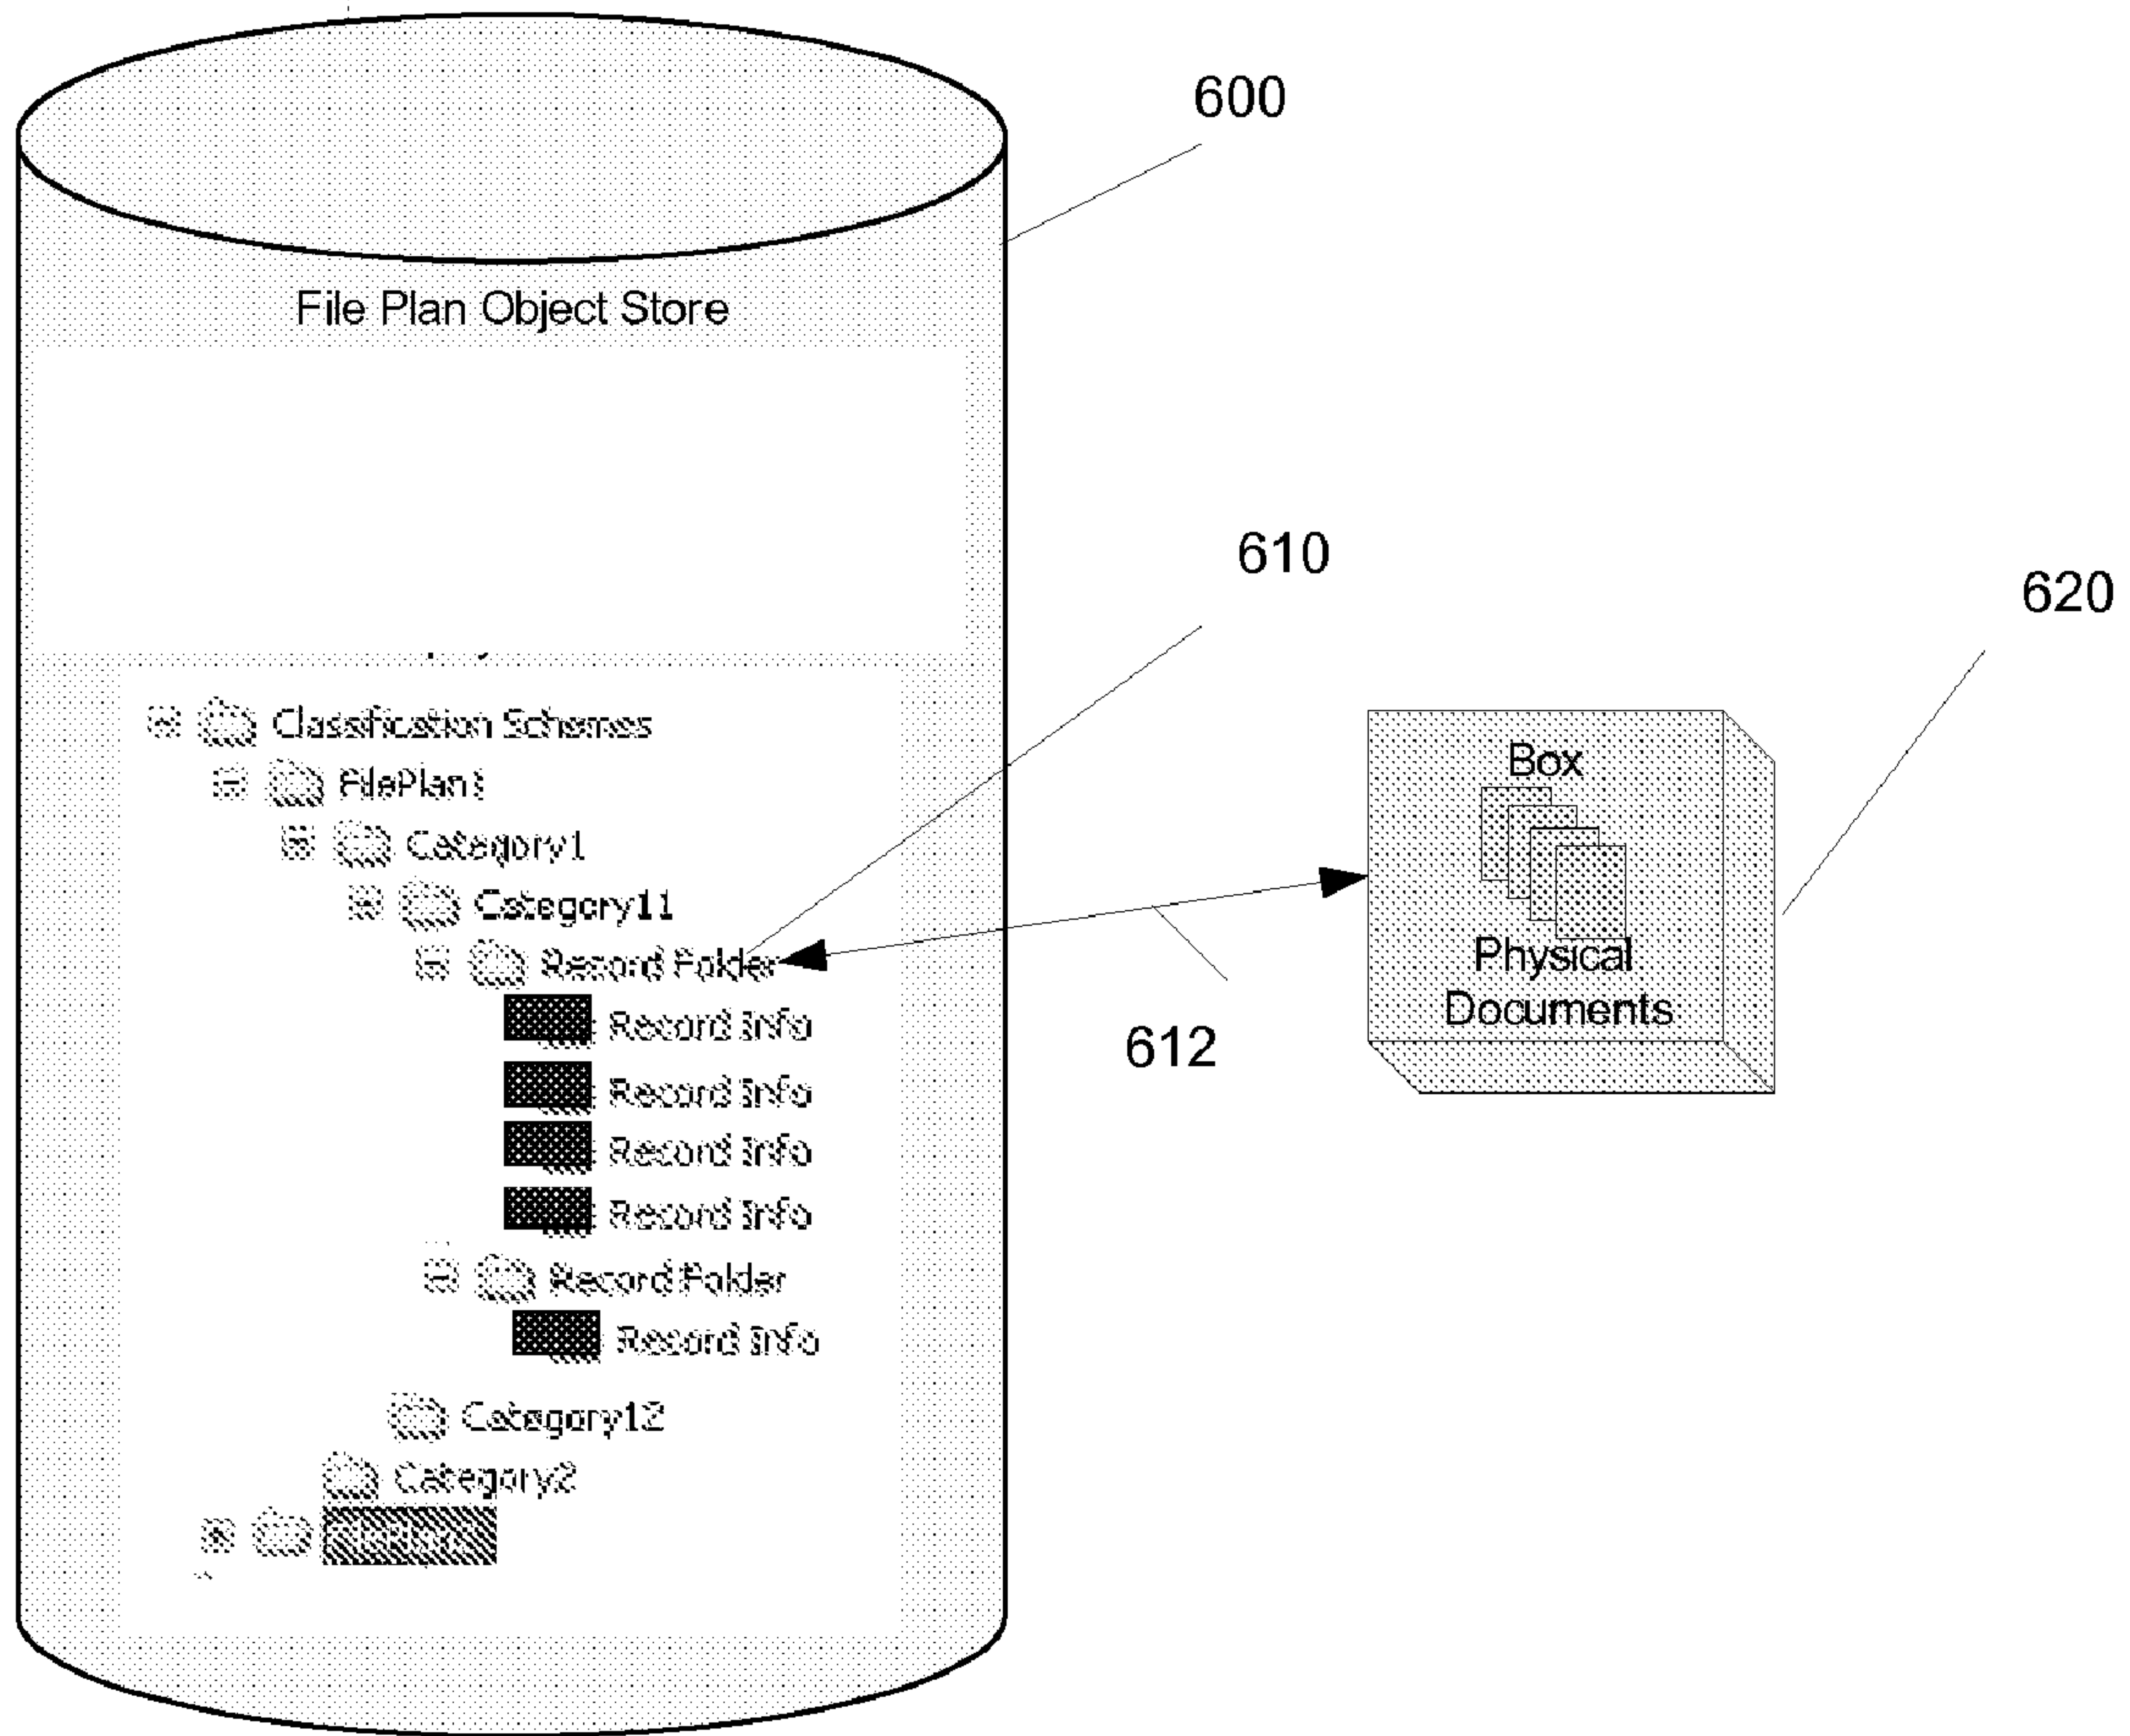 600
File Plan Object Store
610
620
Classification Schemes
FilePlan1
Category1
Category11
Record Folder
Record Info
Record Info
Record Info
Record Info
Record Folder
Record Info
Category12
Category2
Box
Physical
Documents
612